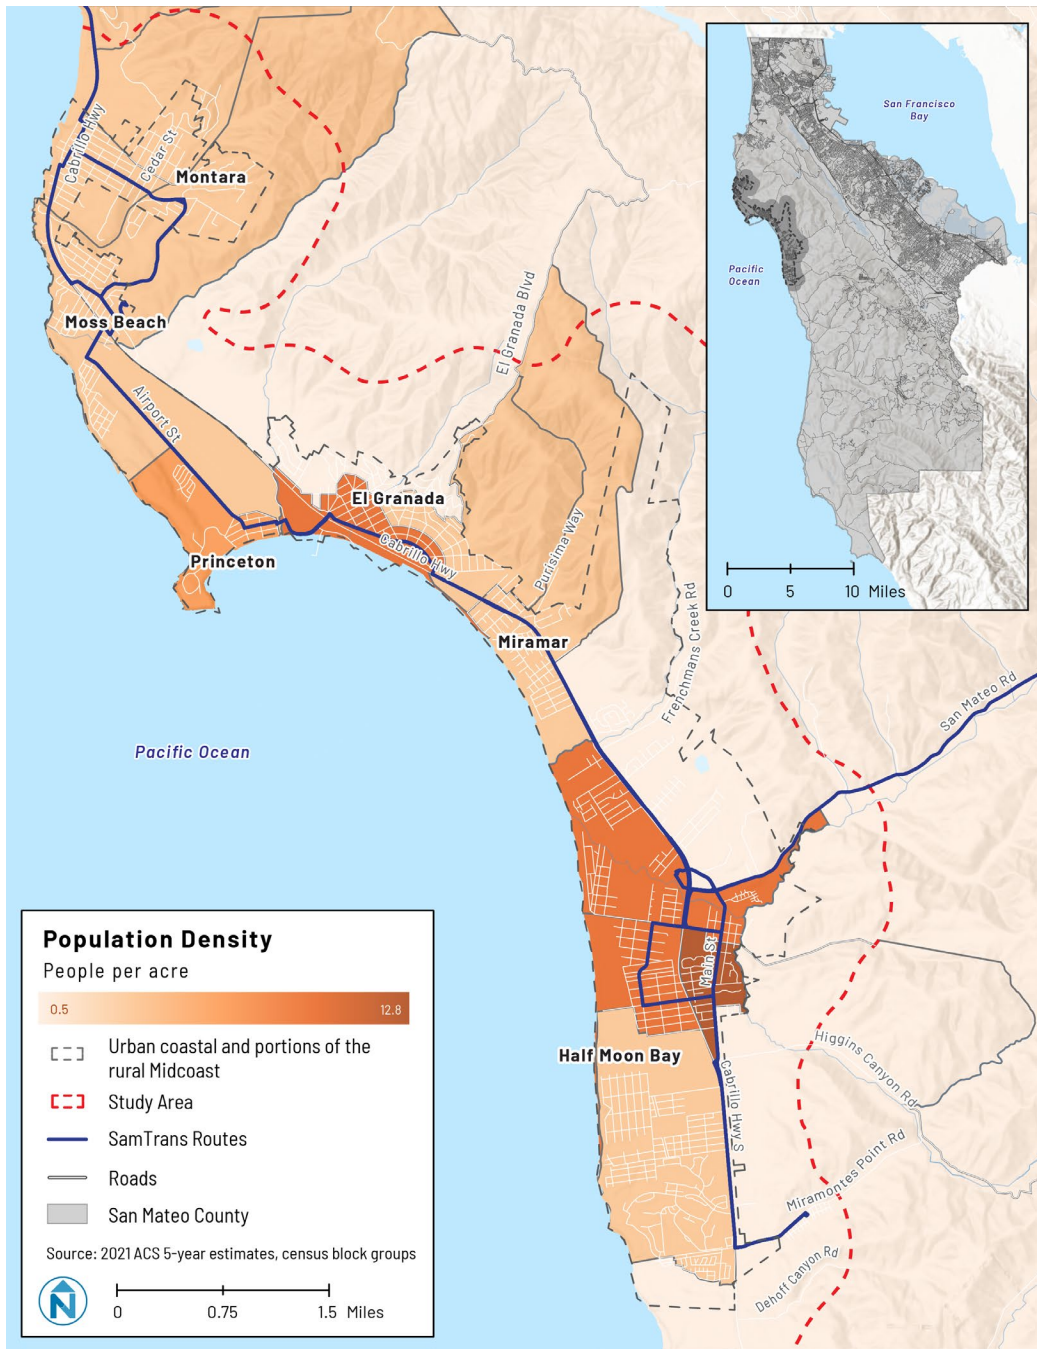 San Francisco
Bay
Pacific
Ocean
0
5
10 Miles
Cabrillo Hwy
Cedar St
Montara
Moss Beach
Airport St
El Granada Blvd
El Granada
Cabrillo Hwy
Princeton
Purisima Way
Miramar
Frenchmans Creek Rd
San Mateo Rd
Pacific Ocean
Main St
Half Moon Bay
Cabrillo Hwy S
Higgins Canyon Rd
Miramontes Point Rd
Dehoff Canyon Rd
Population Density
People per acre
0.5
12.8
Urban coastal and portions of the
rural Midcoast
Study Area
SamTrans Routes
Roads
San Mateo County
Source: 2021 ACS 5-year estimates, census block groups
N
0
0.75
1.5 Miles